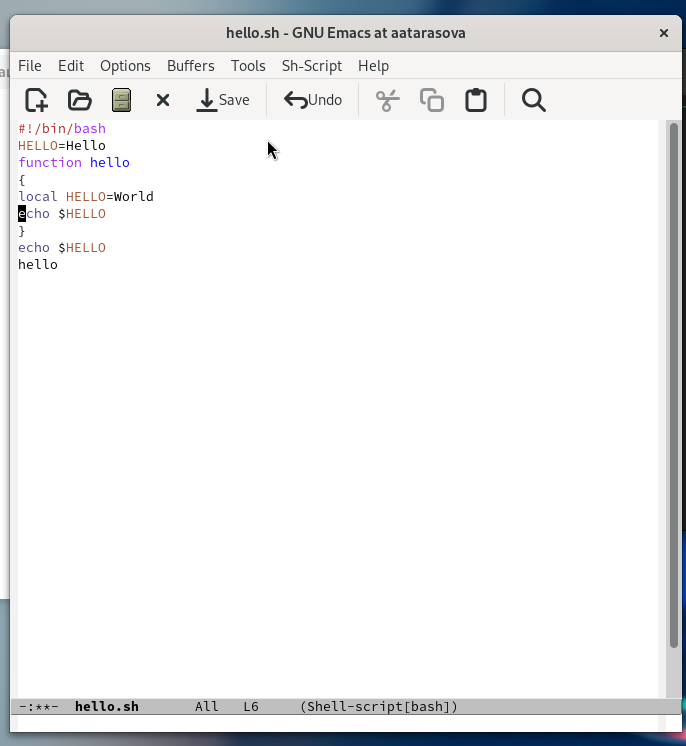 hello.sh - GNU Emacs at aatarasova
File Edit Options Buffers Tools Sh-Script Help
Save Undo
#!/bin/bash
HELLO=Hello
function hello
{
local HELLO=World
echo $HELLO
}
echo $HELLO
hello
-:**- hello.sh All L6 (Shell-script[bash])